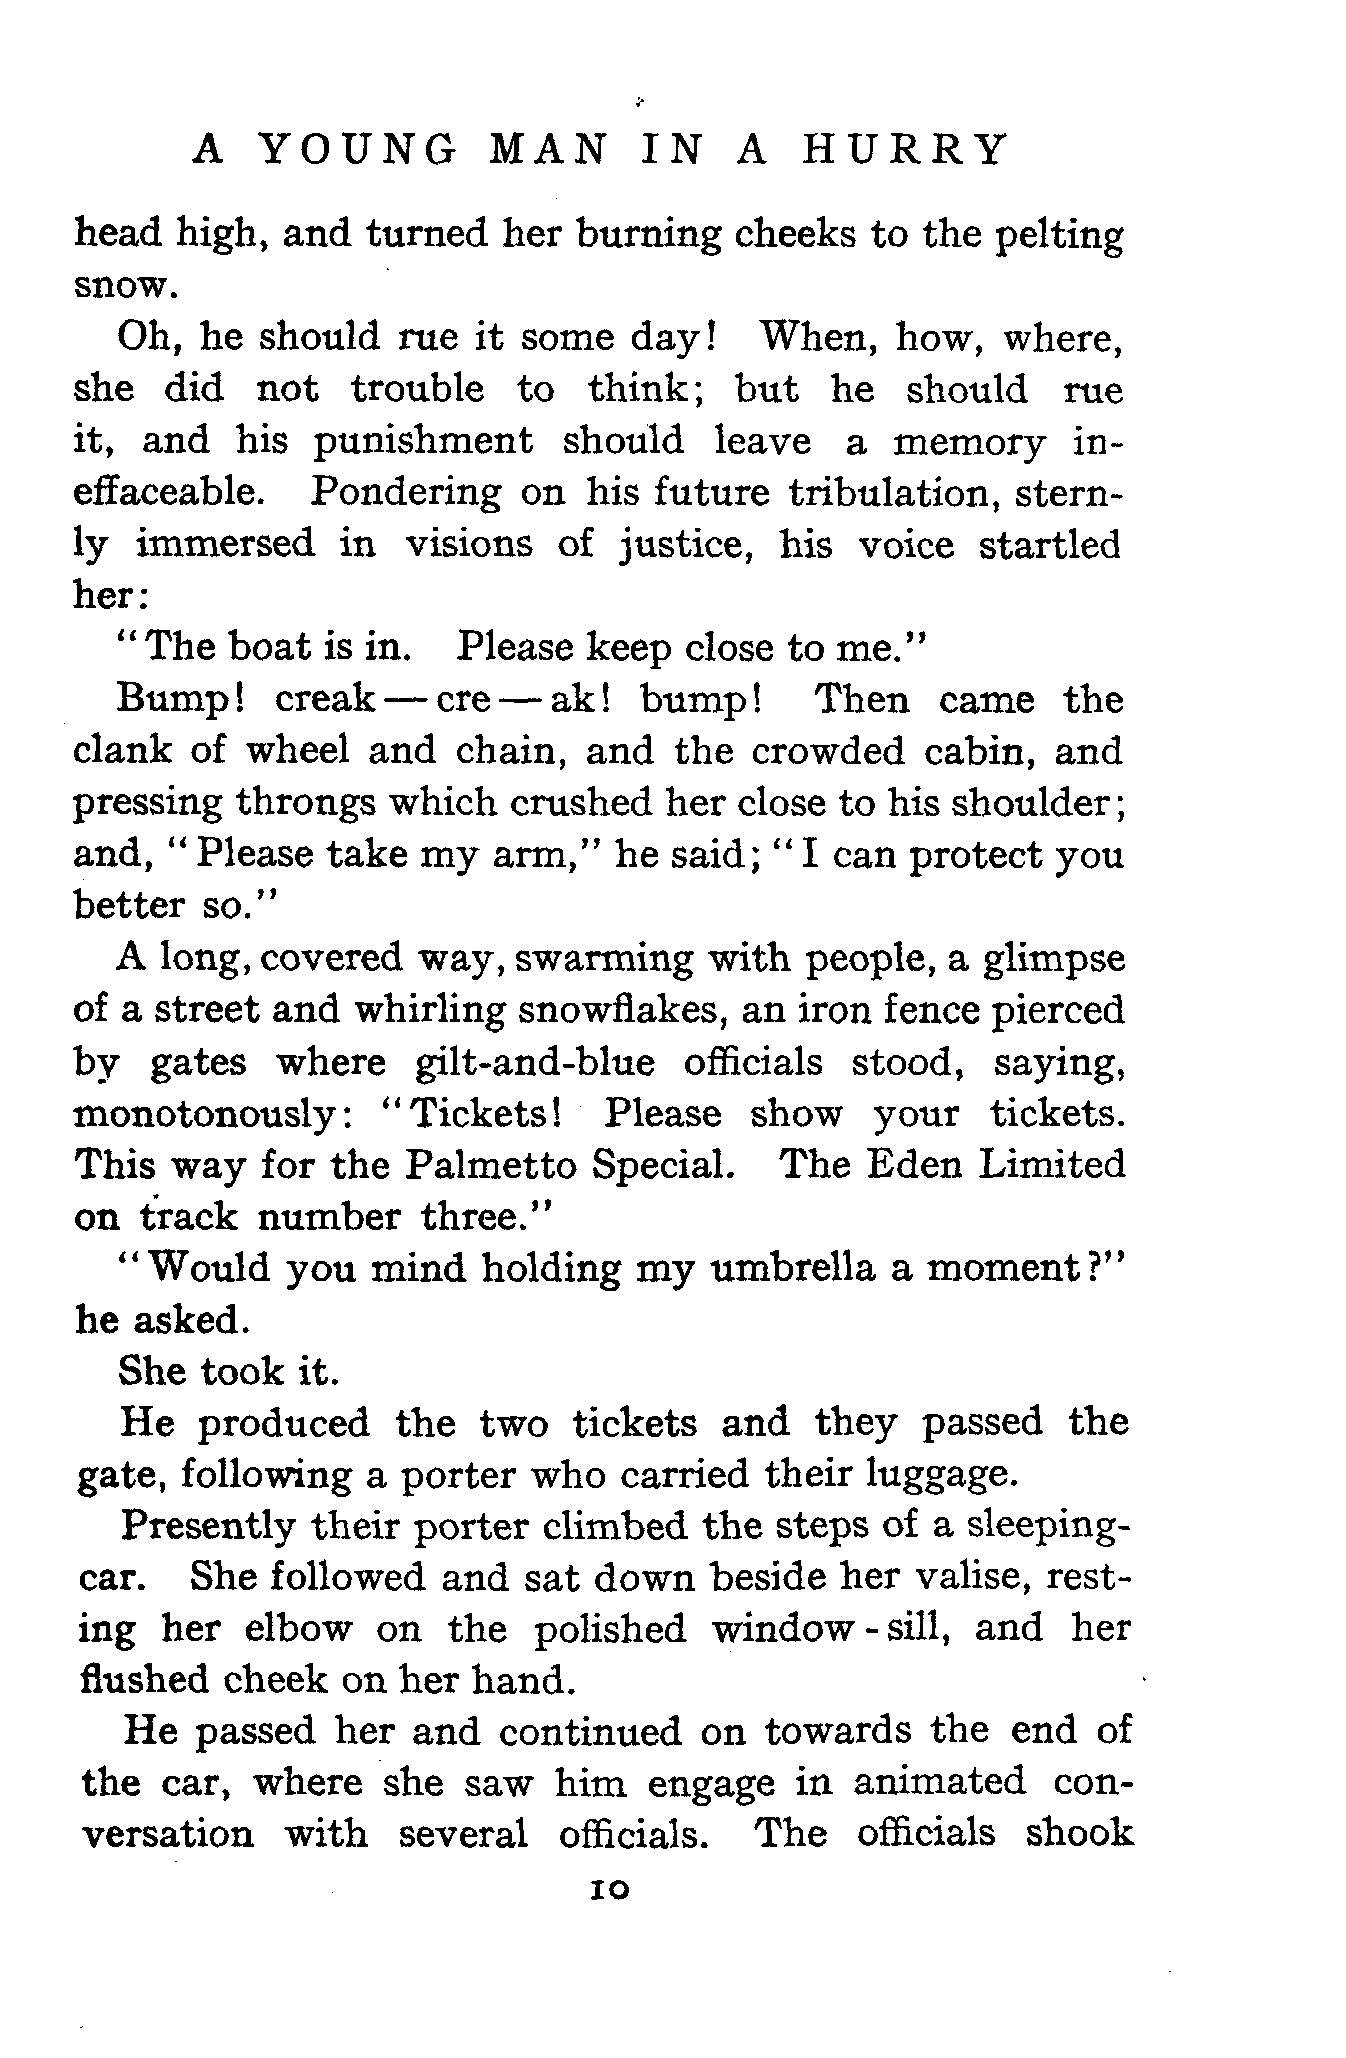 A YOUNG MAN IN A HURRY
head high, and turned her burning cheeks to the pelting
snow.
Oh, he should rue it some day! When, how, where,
she did not trouble to think; but he should rue
it, and his punishment should leave a memory in-
effaceable. Pondering on his future tribulation, stern-
ly immersed in visions of justice, his voice startled
her:
"The boat is in. Please keep close to me."
Bump! creak — cre — ak! bump! Then came the
clank of wheel and chain, and the crowded cabin, and
pressing throngs which crushed her close to his shoulder;
and, "Please take my arm," he said; "I can protect you
better so."
A long, covered way, swarming with people, a glimpse
of a street and whirling snowflakes, an iron fence pierced
by gates where gilt-and-blue officials stood, saying,
monotonously: "Tickets! Please show your tickets.
This way for the Palmetto Special. The Eden Limited
on track number three."
"Would you mind holding my umbrella a moment?"
he asked.
She took it.
He produced the two tickets and they passed the
gate, following a porter who carried their luggage.
Presently their porter climbed the steps of a sleeping-
car. She followed and sat down beside her valise, rest-
ing her elbow on the polished window-sill, and her
flushed cheek on her hand.
He passed her and continued on towards the end of
the car, where she saw him engage in animated con-
versation with several officials. The officials shook
10